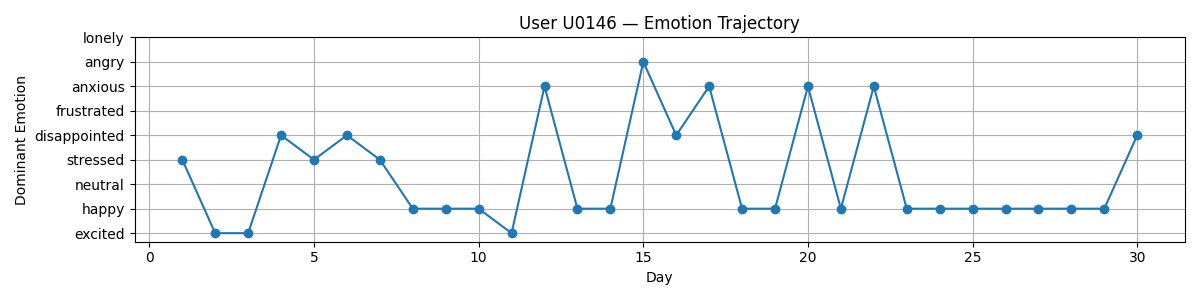 User U0146 — Emotion Trajectory
Dominant Emotion
lonely
angry
anxious
frustrated
disappointed
stressed
neutral
happy
excited
0 5 10 15 20 25 30
Day